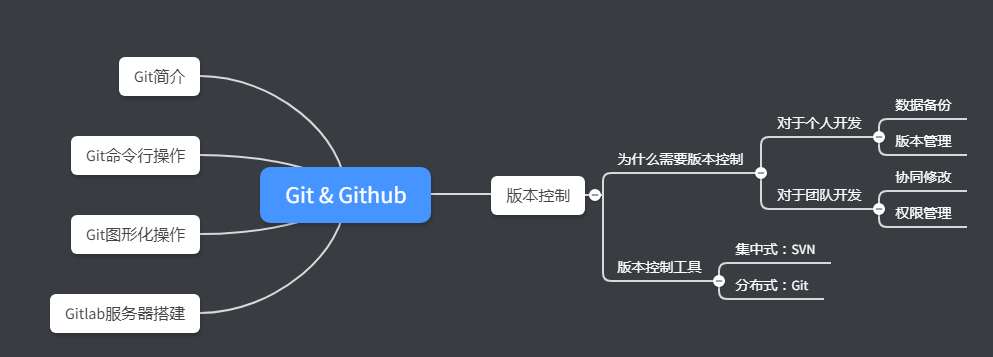 Git简介
Git命令行操作
Git图形化操作
Gitlab服务器搭建
Git & Github
版本控制
为什么需要版本控制
对于个人开发
数据备份
版本管理
对于团队开发
协同修改
权限管理
版本控制工具
集中式：SVN
分布式：Git